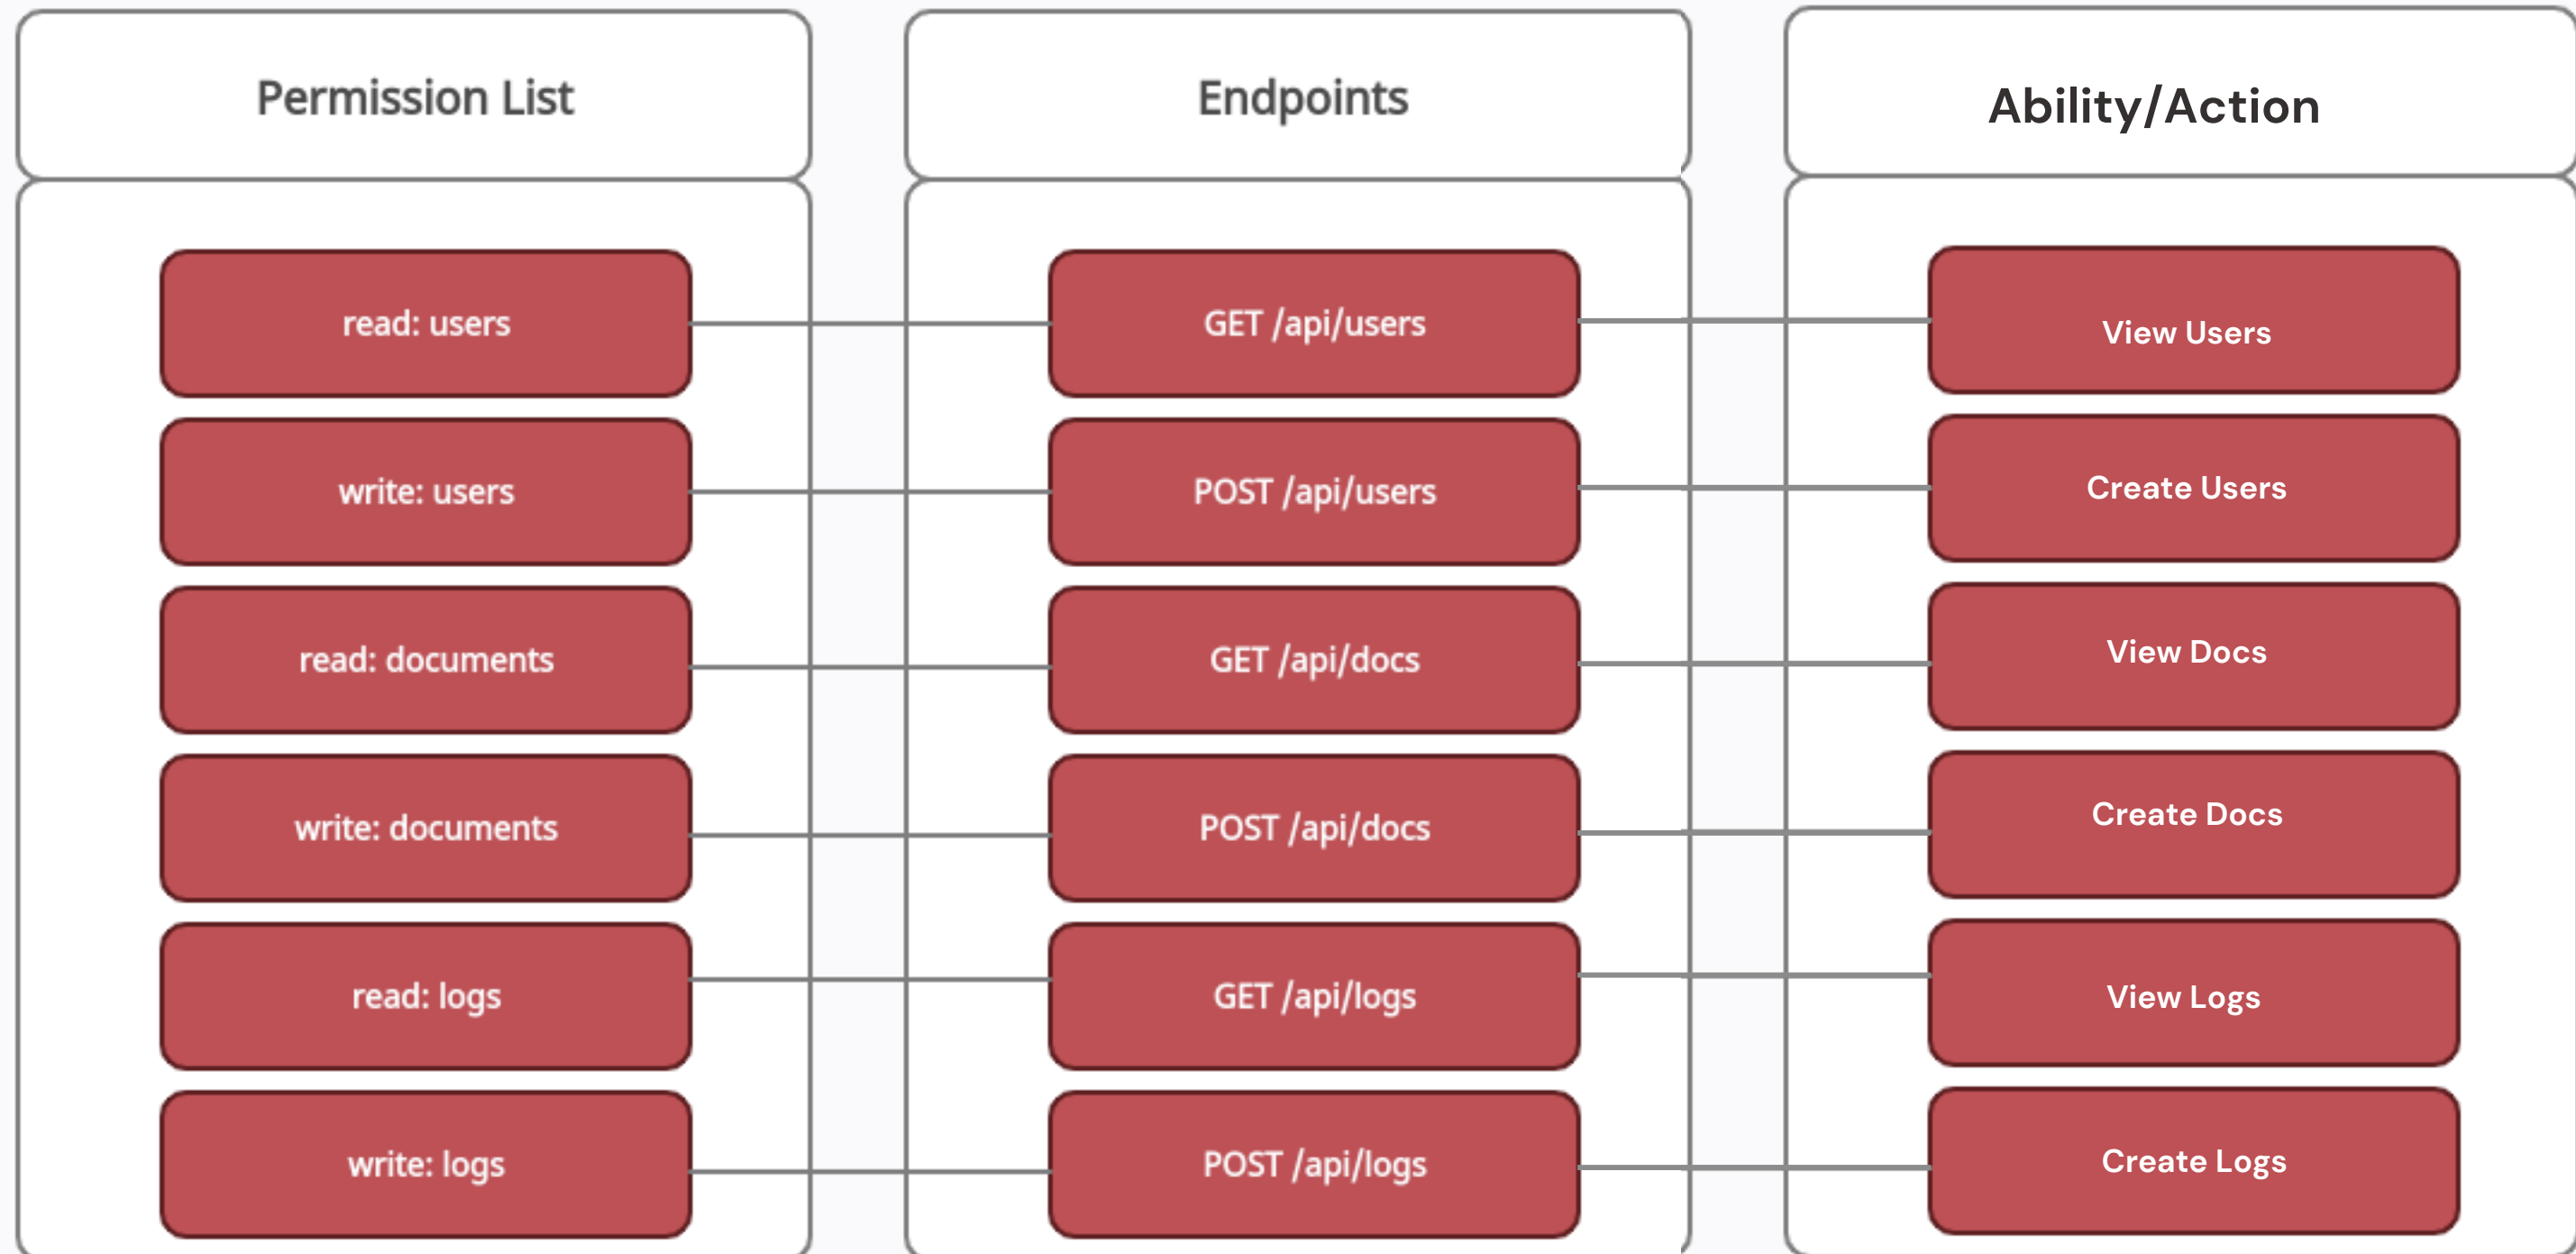 Permission List
Endpoints
Ability/Action
read: users
GET /api/users
View Users
write: users
POST /api/users
Create Users
read: documents
GET /api/docs
View Docs
write: documents
POST /api/docs
Create Docs
read: logs
GET /api/logs
View Logs
write: logs
POST /api/logs
Create Logs